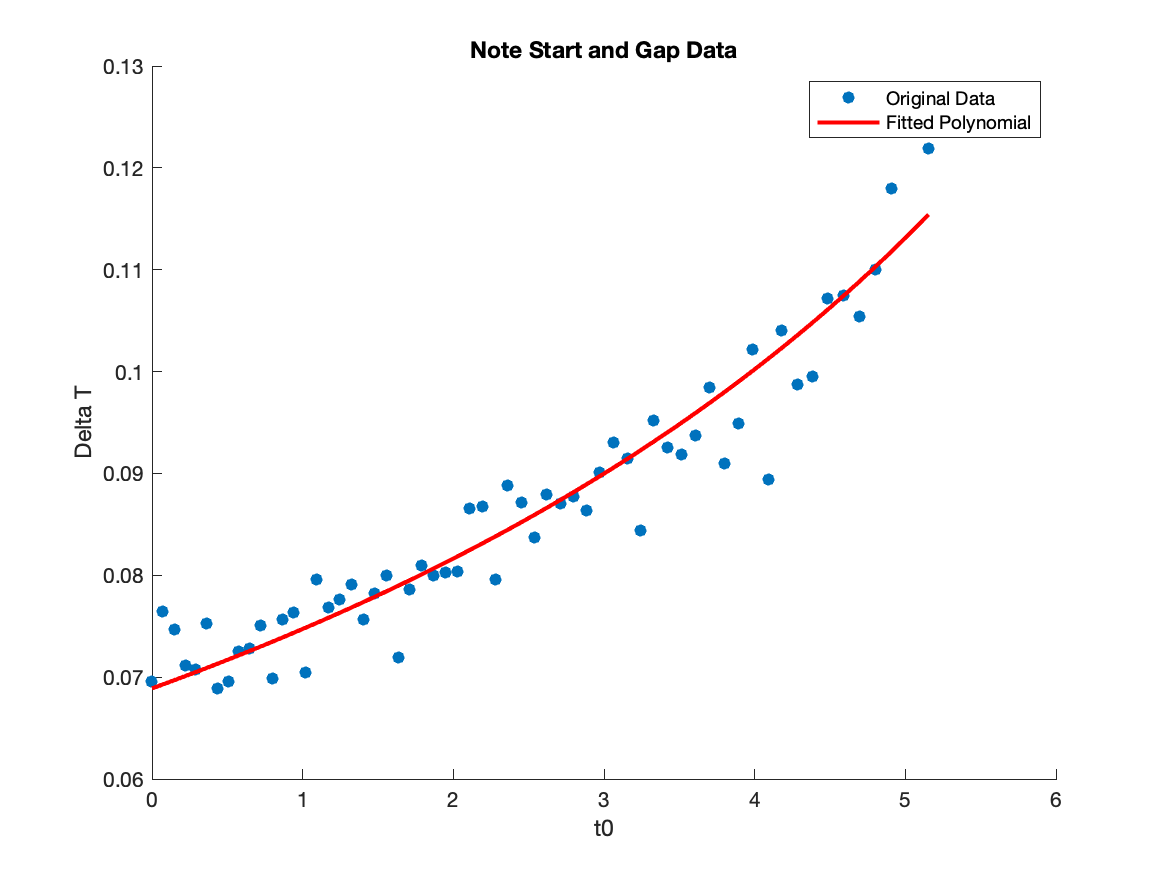 Note Start and Gap Data
Original Data
Fitted Polynomial
0.13
0.12
0.11
0.1
0.09
0.08
0.07
0.06
Delta T
0 1 2 3 4 5 6
t0